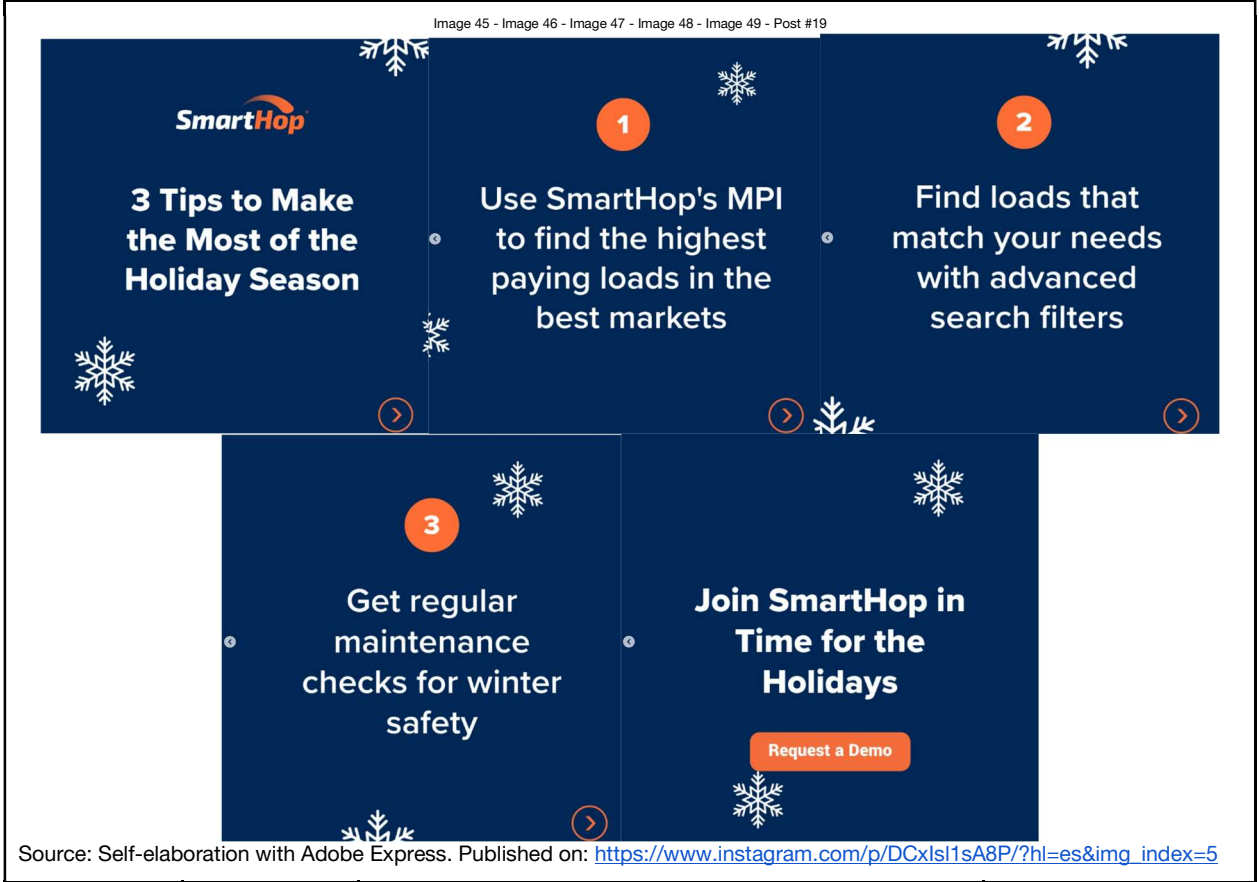 Image 45 - Image 46 - Image 47 - Image 48 - Image 49 - Post #19
SmartHop
3 Tips to Make
the Most of the
Holiday Season
1
Use SmartHop's MPI
to find the highest
paying loads in the
best markets
2
Find loads that
match your needs
with advanced
search filters
3
Get regular
maintenance
checks for winter
safety
Join SmartHop in
Time for the
Holidays
Request a Demo
Source: Self-elaboration with Adobe Express. Published on: https://www.instagram.com/p/DCxIsl1sA8P/?hl=es&img_index=5